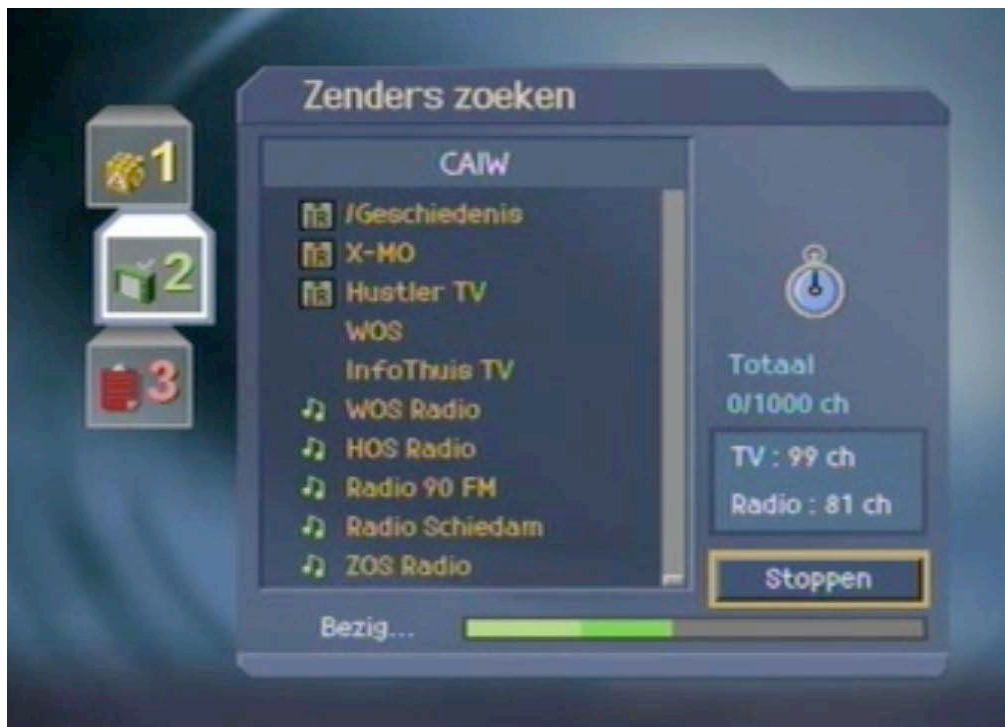 Zenders zoeken
1
2
3
CAIW
/Geschiedenis
X-MO
Hustler TV
WOS
InfoThuis TV
WOS Radio
HOS Radio
Radio 90 FM
Radio Schiedam
ZOS Radio
Totaal
0/1000 ch
TV : 99 ch
Radio : 81 ch
Stoppen
Bezig...